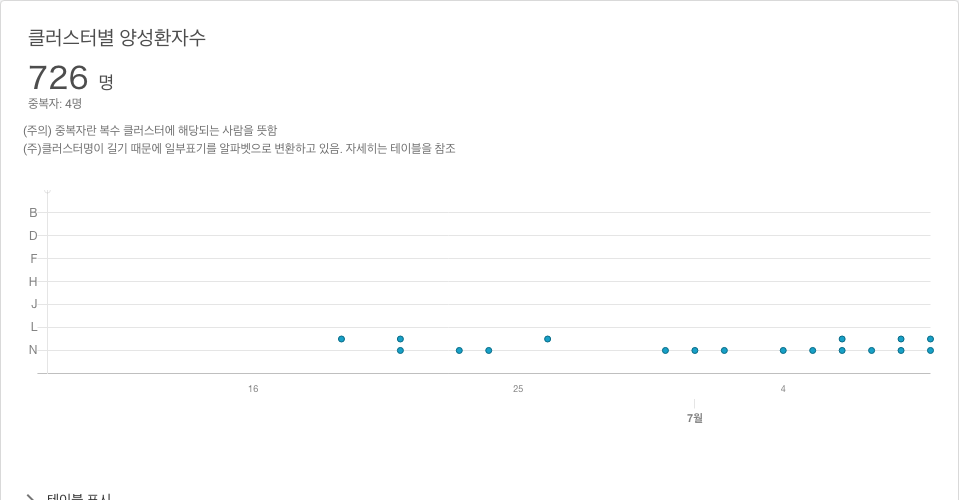 클러스터별 양성환자수
726 명
중복자: 4명
(주의) 중복자란 복수 클러스터에 해당되는 사람을 뜻함
(주)클러스터명이 길기 때문에 일부표기를 알파벳으로 변환하고 있음. 자세히는 테이블을 참조
B
D
F
H
J
L
N
16 25 4
7월
테이블 표시